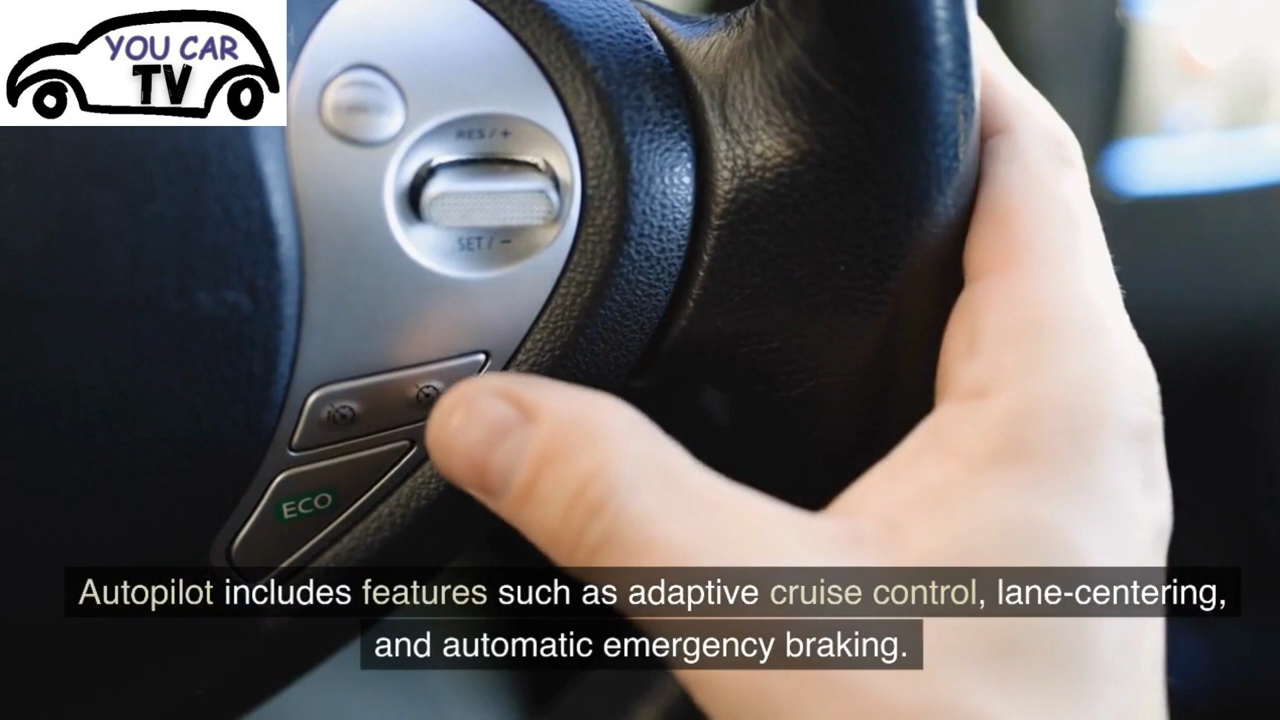 YOU CAR
TV
RES / +
SET / −
ECO
Autopilot includes features such as adaptive cruise control, lane-centering,
and automatic emergency braking.